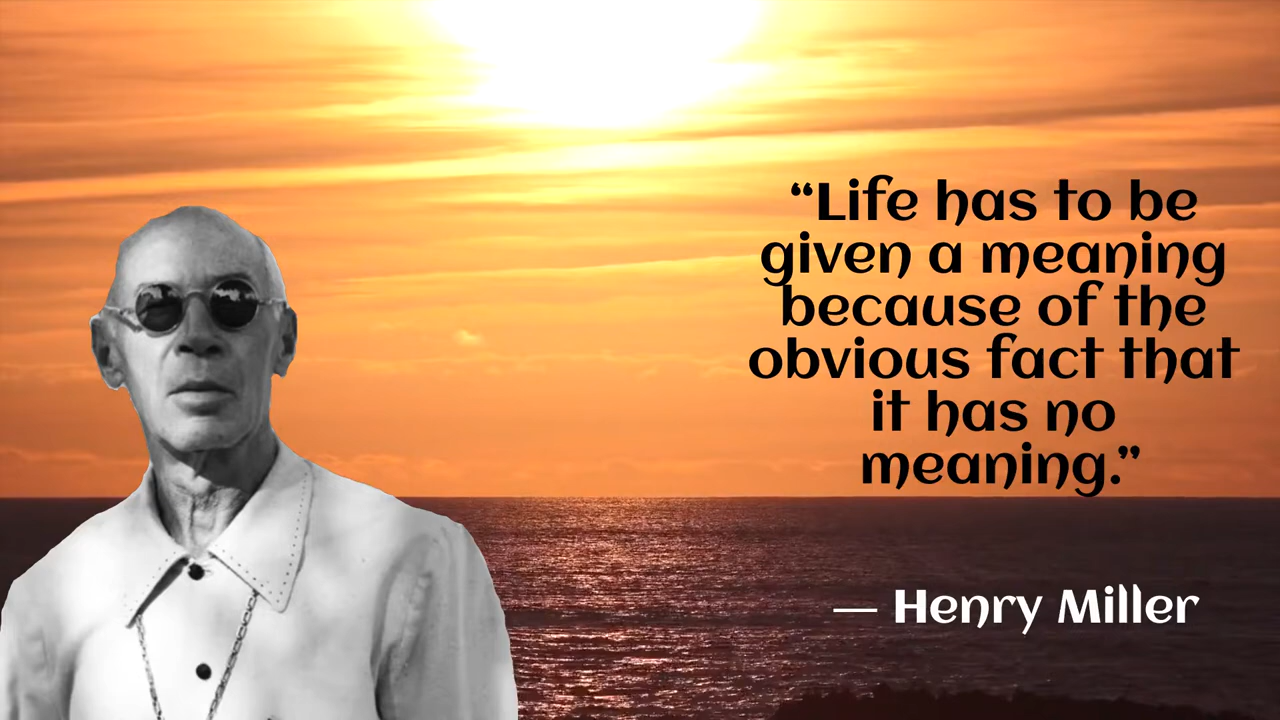 “Life has to be
given a meaning
because of the
obvious fact that
it has no
meaning.”
— Henry Miller